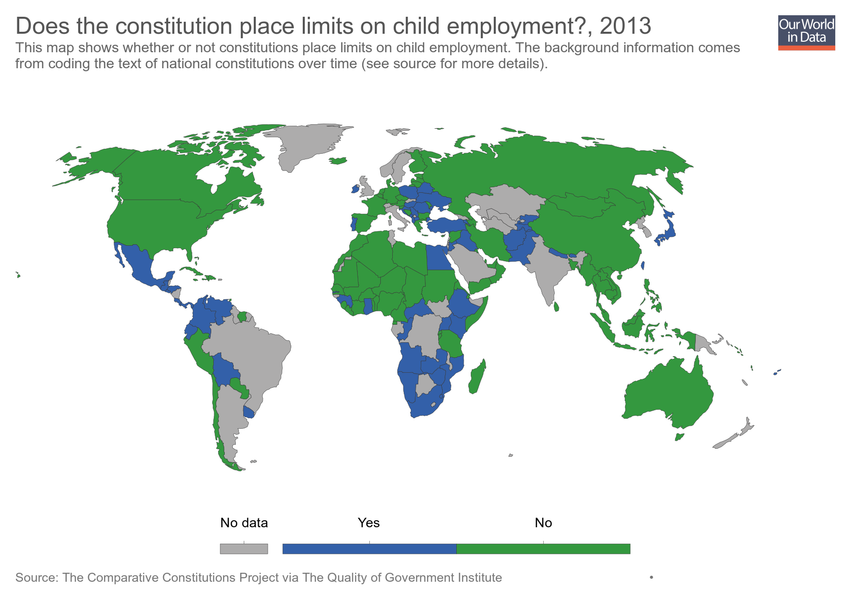 Does the constitution place limits on child employment?, 2013
Our World
in Data
This map shows whether or not constitutions place limits on child employment. The background information comes
from coding the text of national constitutions over time (see source for more details).
No data
Yes
No
Source: The Comparative Constitutions Project via The Quality of Government Institute